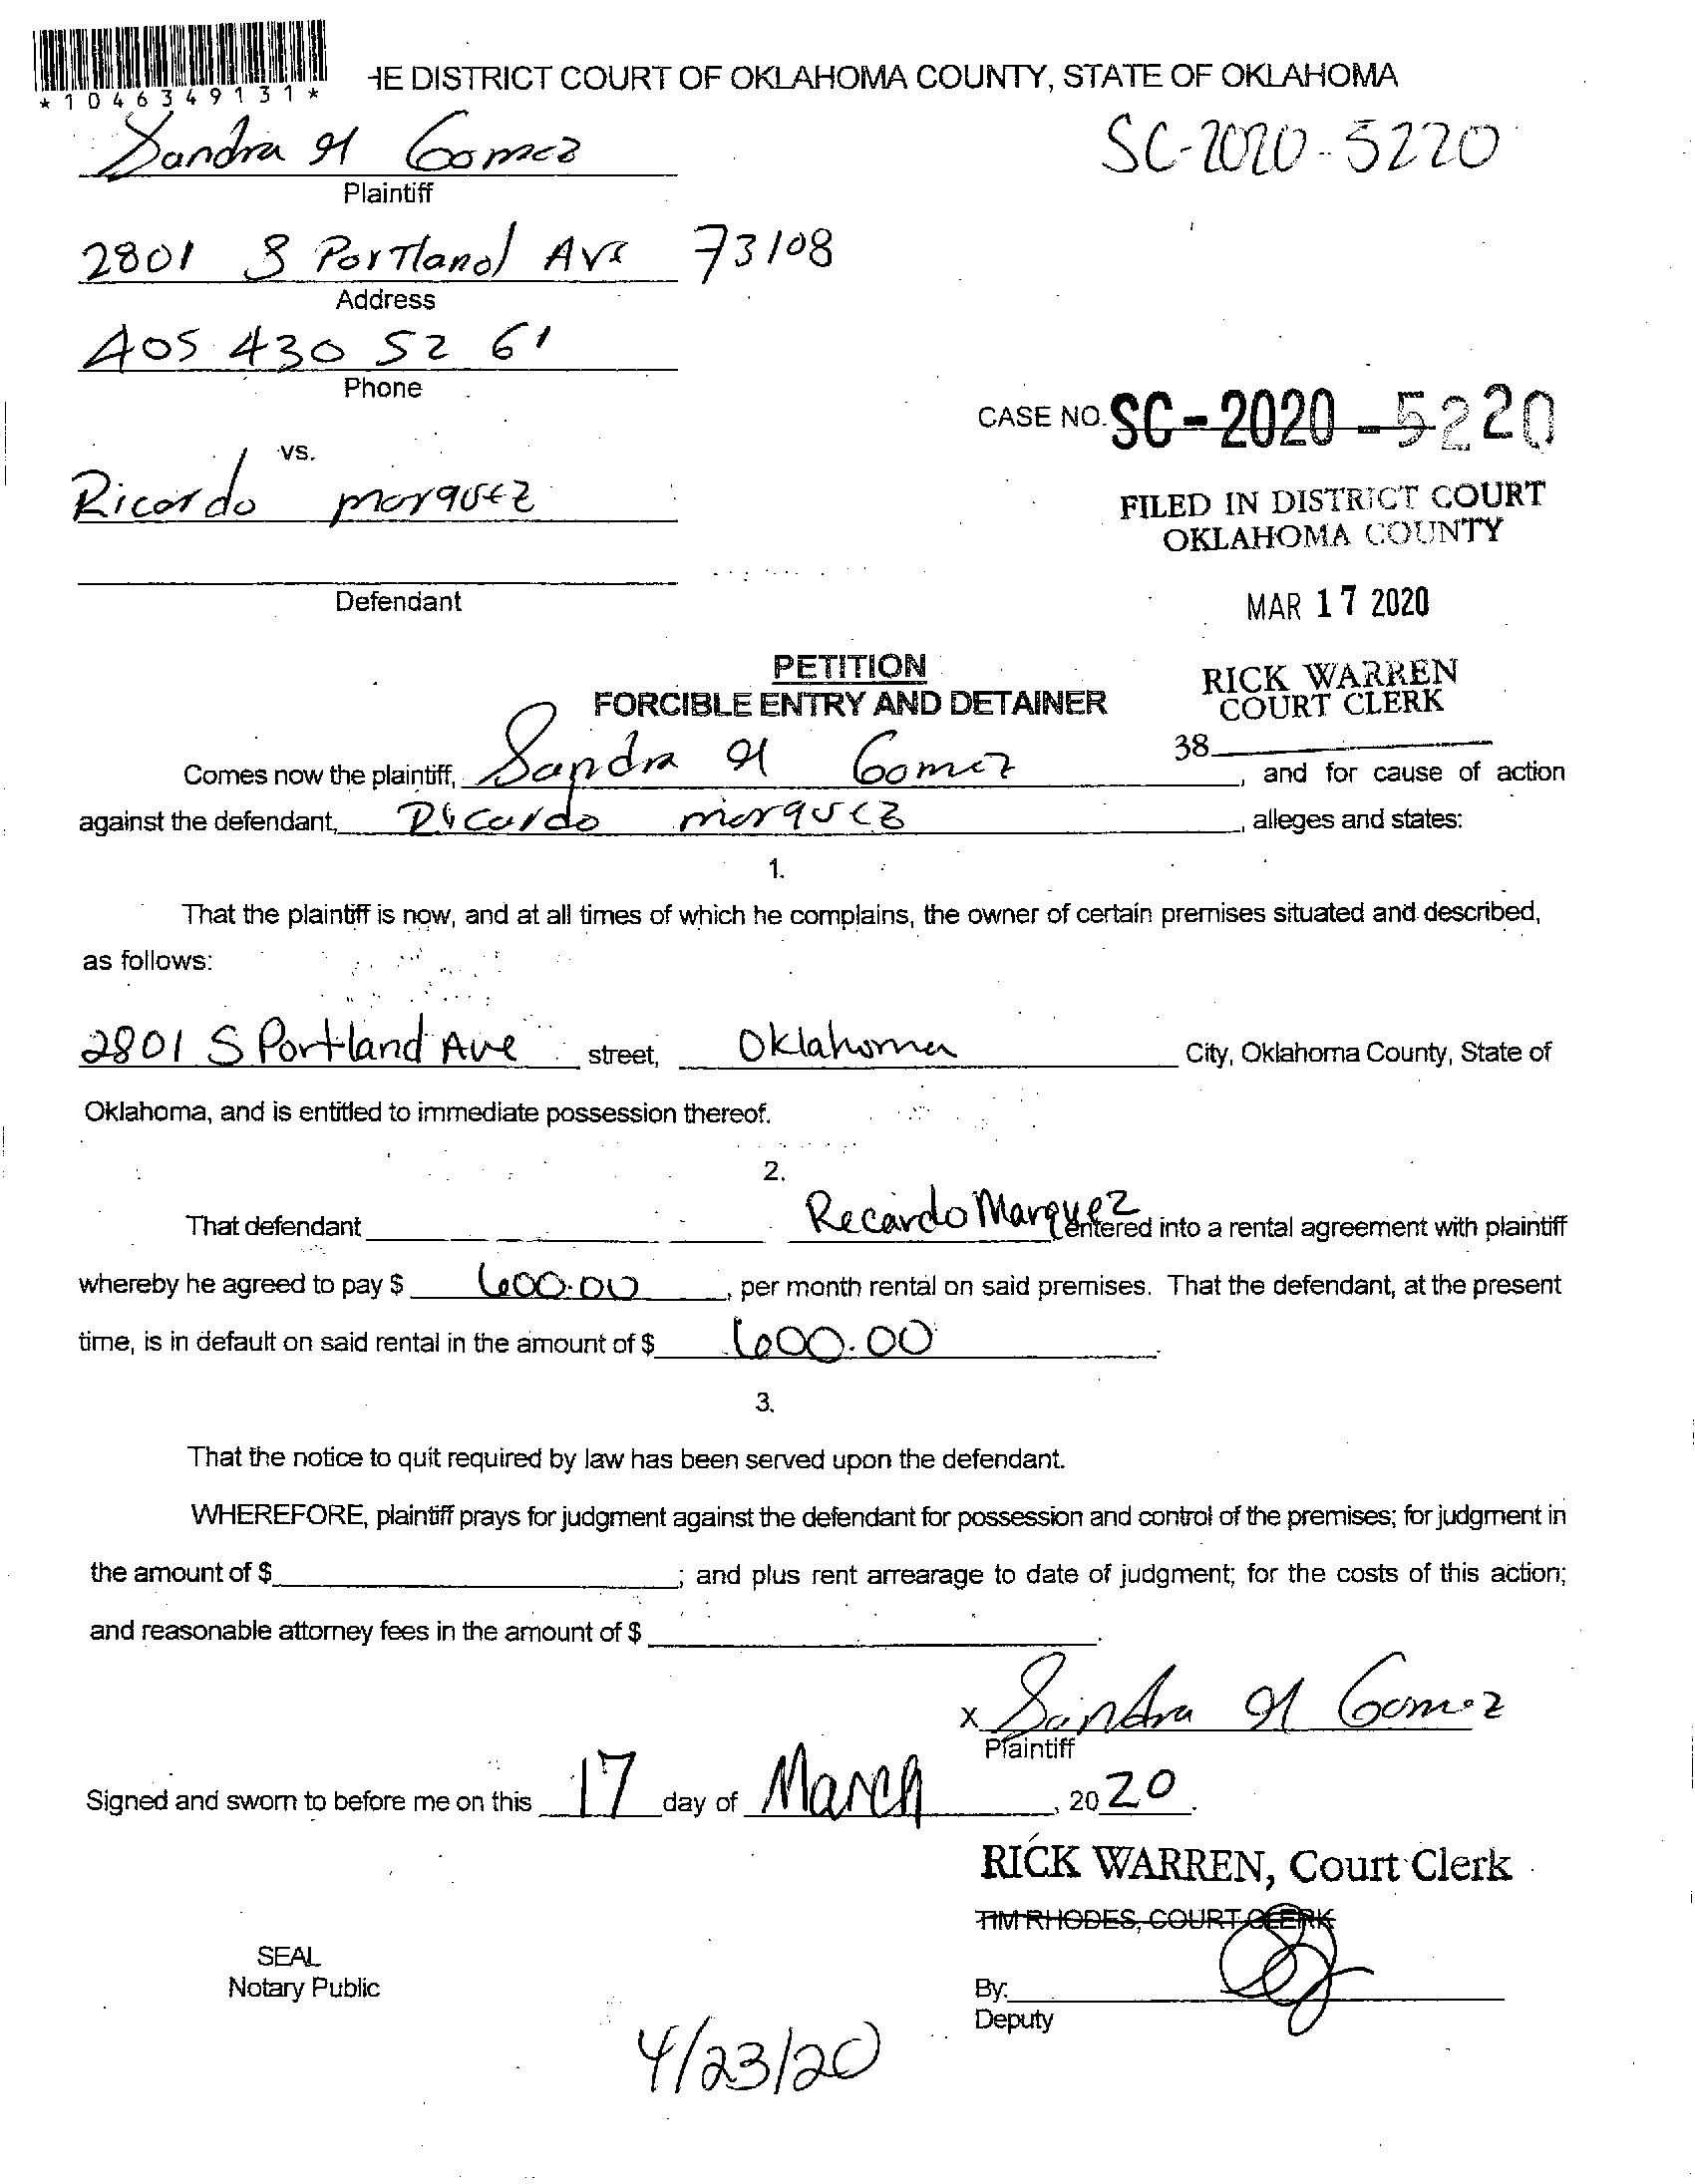 *1046349131*
HE DISTRICT COURT OF OKLAHOMA COUNTY, STATE OF OKLAHOMA
Sandra M Gomez
SC-2020-5220
Plaintiff
2801 S Portland Ave 73108
Address
405 430 52 61
Phone
CASE NO. SC-2020-5220
vs.
Ricardo marquez
FILED IN DISTRICT COURT
OKLAHOMA COUNTY
Defendant
MAR 17 2020
PETITION
FORCIBLE ENTRY AND DETAINER
RICK WARREN
COURT CLERK
38
Comes now the plaintiff, Sandra M Gomez, and for cause of action
against the defendant, Ricardo marquez, alleges and states:
1.
That the plaintiff is now, and at all times of which he complains, the owner of certain premises situated and described,
as follows:
2801 S Portland Ave street, Oklahoma City, Oklahoma County, State of
Oklahoma, and is entitled to immediate possession thereof.
2.
That defendant Recardo Marquez entered into a rental agreement with plaintiff
whereby he agreed to pay $ 600.00, per month rental on said premises. That the defendant, at the present
time, is in default on said rental in the amount of $ 600.00.
3.
That the notice to quit required by law has been served upon the defendant.
WHEREFORE, plaintiff prays for judgment against the defendant for possession and control of the premises; for judgment in
the amount of $ ; and plus rent arrearage to date of judgment; for the costs of this action;
and reasonable attorney fees in the amount of $ .
X Sandra M Gomez
Plaintiff
Signed and sworn to before me on this 17 day of March, 2020.
RICK WARREN, Court Clerk
TIM RHODES, COURT CLERK
SEAL
Notary Public
By:
Deputy
4/23/20